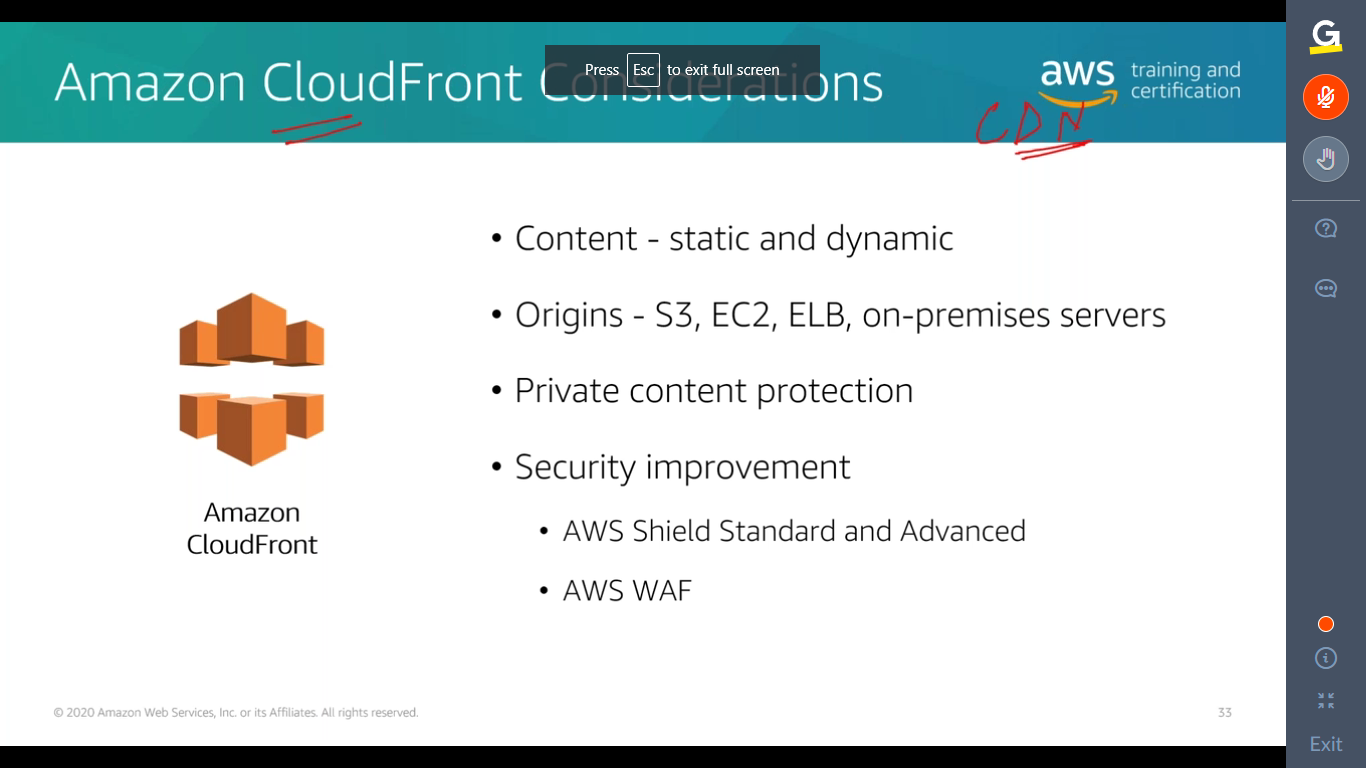 Amazon CloudFront Considerations
Press Esc to exit full screen
aws training and
certification
CDN
• Content - static and dynamic
• Origins - S3, EC2, ELB, on-premises servers
• Private content protection
• Security improvement
• AWS Shield Standard and Advanced
• AWS WAF
Amazon
CloudFront
© 2020 Amazon Web Services, Inc. or its Affiliates. All rights reserved.
33
G
Exit